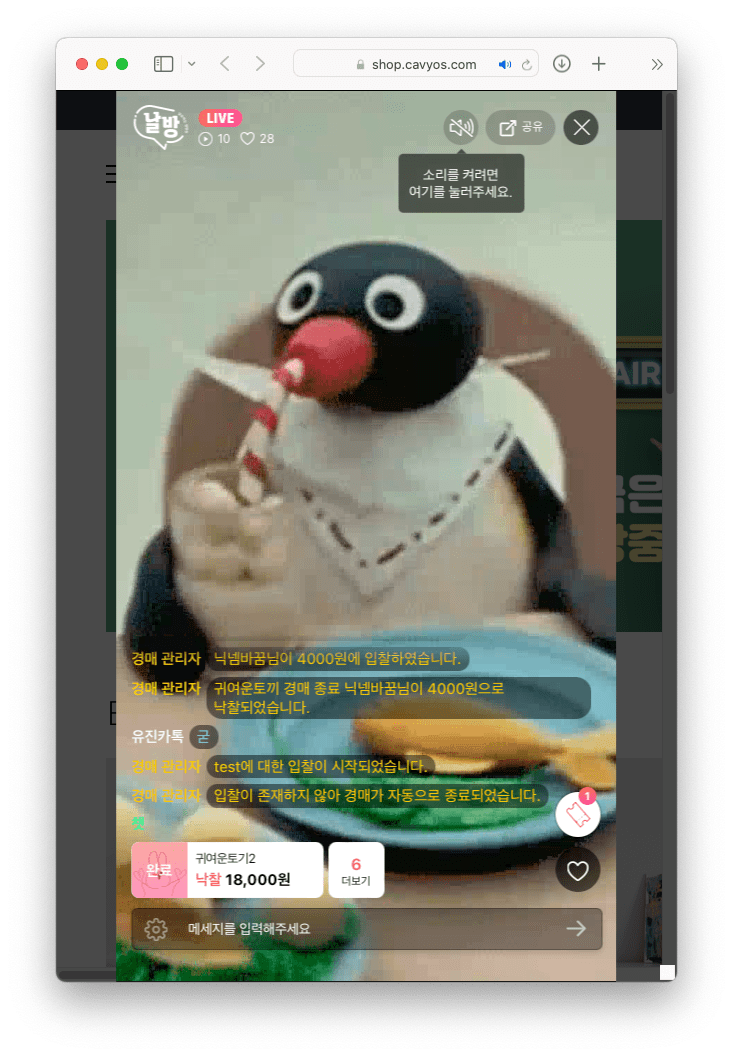 shop.cavyos.com
날방
LIVE
10 28
공유
소리를 켜려면
여기를 눌러주세요.
AIR
경매 관리자 닉넴바꿈님이 4000원에 입찰하였습니다.
경매 관리자 귀여운토끼 경매 종료 닉넴바꿈님이 4000원으로
낙찰되었습니다.
유진카톡 굳
경매 관리자 test에 대한 입찰이 시작되었습니다.
경매 관리자 입찰이 존재하지 않아 경매가 자동으로 종료되었습니다.
1
완료
귀여운토기2
낙찰 18,000원
6
더보기
메세지를 입력해주세요